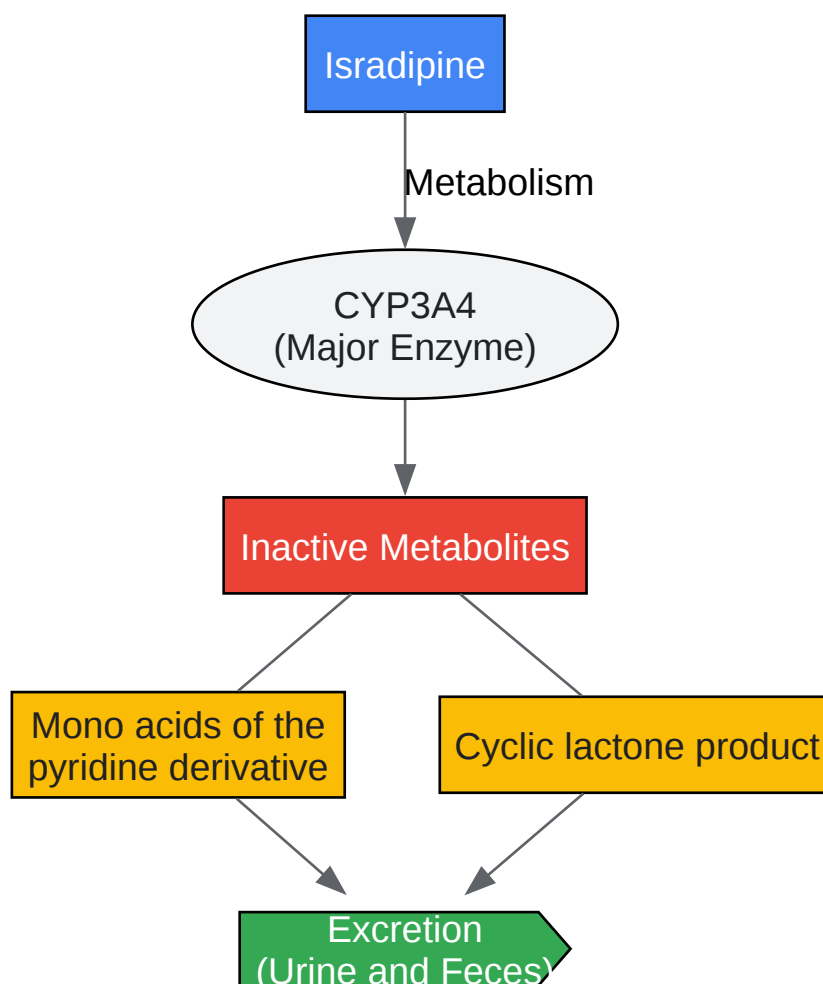 Isradipine
Metabolism
CYP3A4
(Major Enzyme)
Inactive Metabolites
Mono acids of the
pyridine derivative
Cyclic lactone product
Excretion
(Urine and Feces)